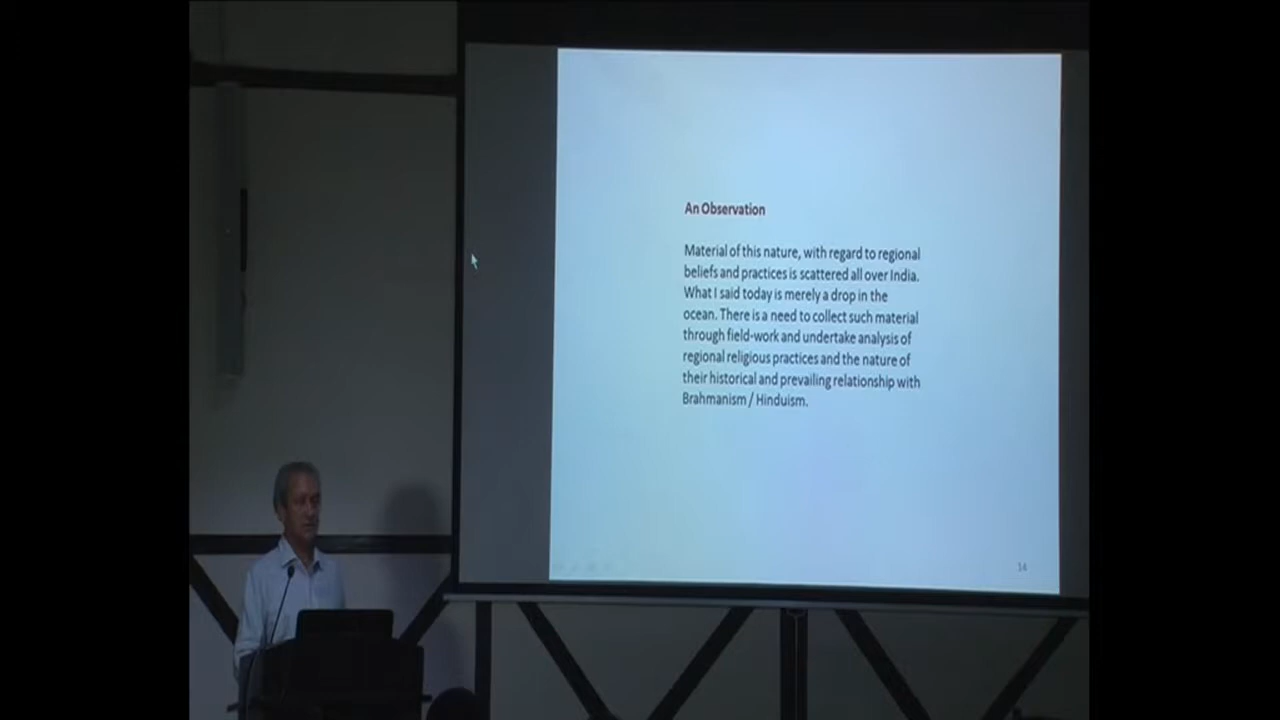 An Observation
Material of this nature, with regard to regional
beliefs and practices is scattered all over India.
What I said today is merely a drop in the
ocean. There is a need to collect such material
through field-work and undertake analysis of
regional religious practices and the nature of
their historical and prevailing relationship with
Brahmanism / Hinduism.
14